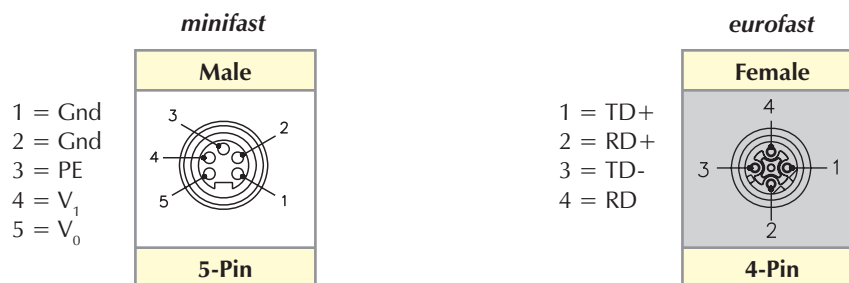 minifast
Male
1 = Gnd
2 = Gnd
3 = PE
4 = V1
5 = V0
3
2
4
5
1
5-Pin
eurofast
Female
1 = TD+
2 = RD+
3 = TD-
4 = RD
4
3
1
2
4-Pin